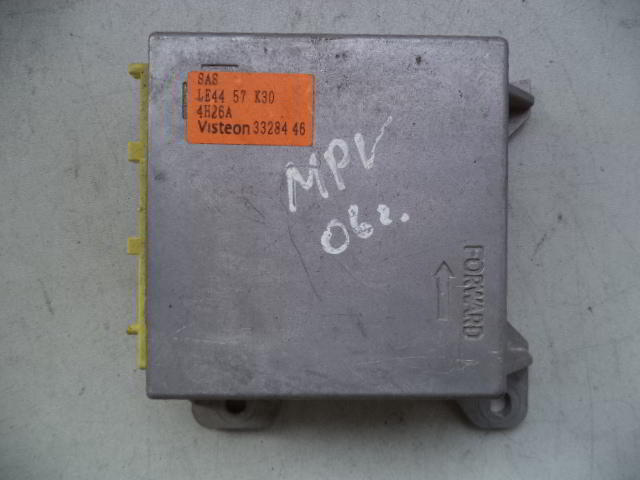 SAS
LE44 57 K30
4H26A
Visteon 33284 46
MPV
06г.
FORWARD